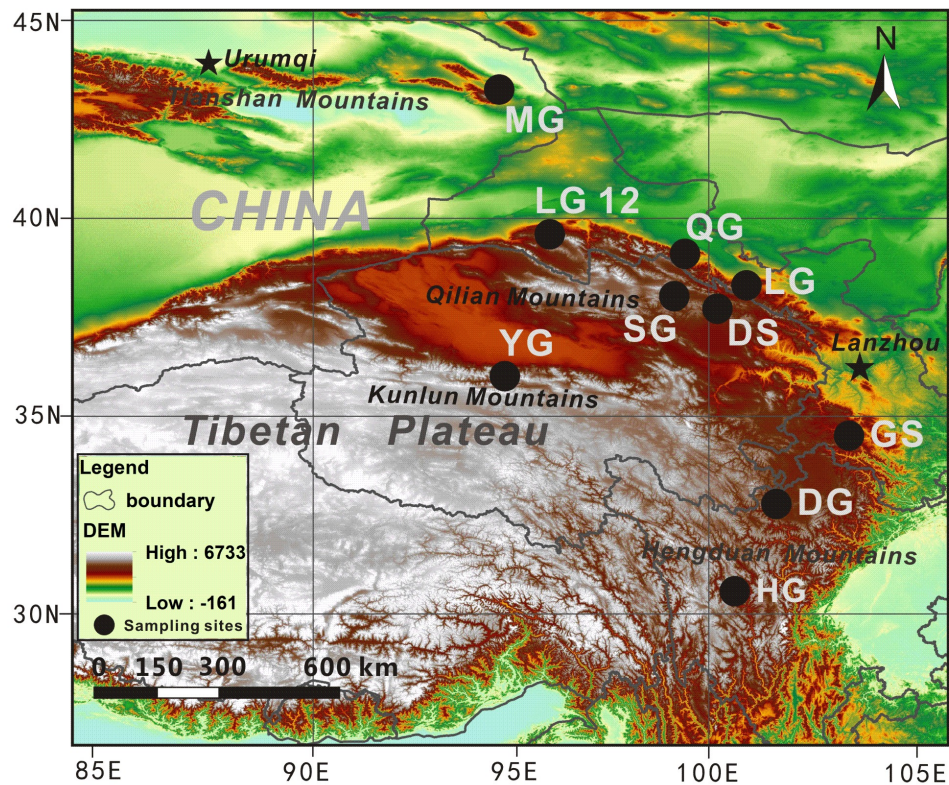 45N
N
Urumqi
Tianshan Mountains
MG
CHINA
LG 12
40N
QG
LG
Qilian Mountains
SG
DS
YG
Lanzhou
Kunlun Mountains
35N
Tibetan Plateau
GS
Legend
boundary
DG
DEM
High : 6733
Hengduan Mountains
HG
Low : -161
30N
Sampling sites
0 150 300 600 km
85E 90E 95E 100E 105E